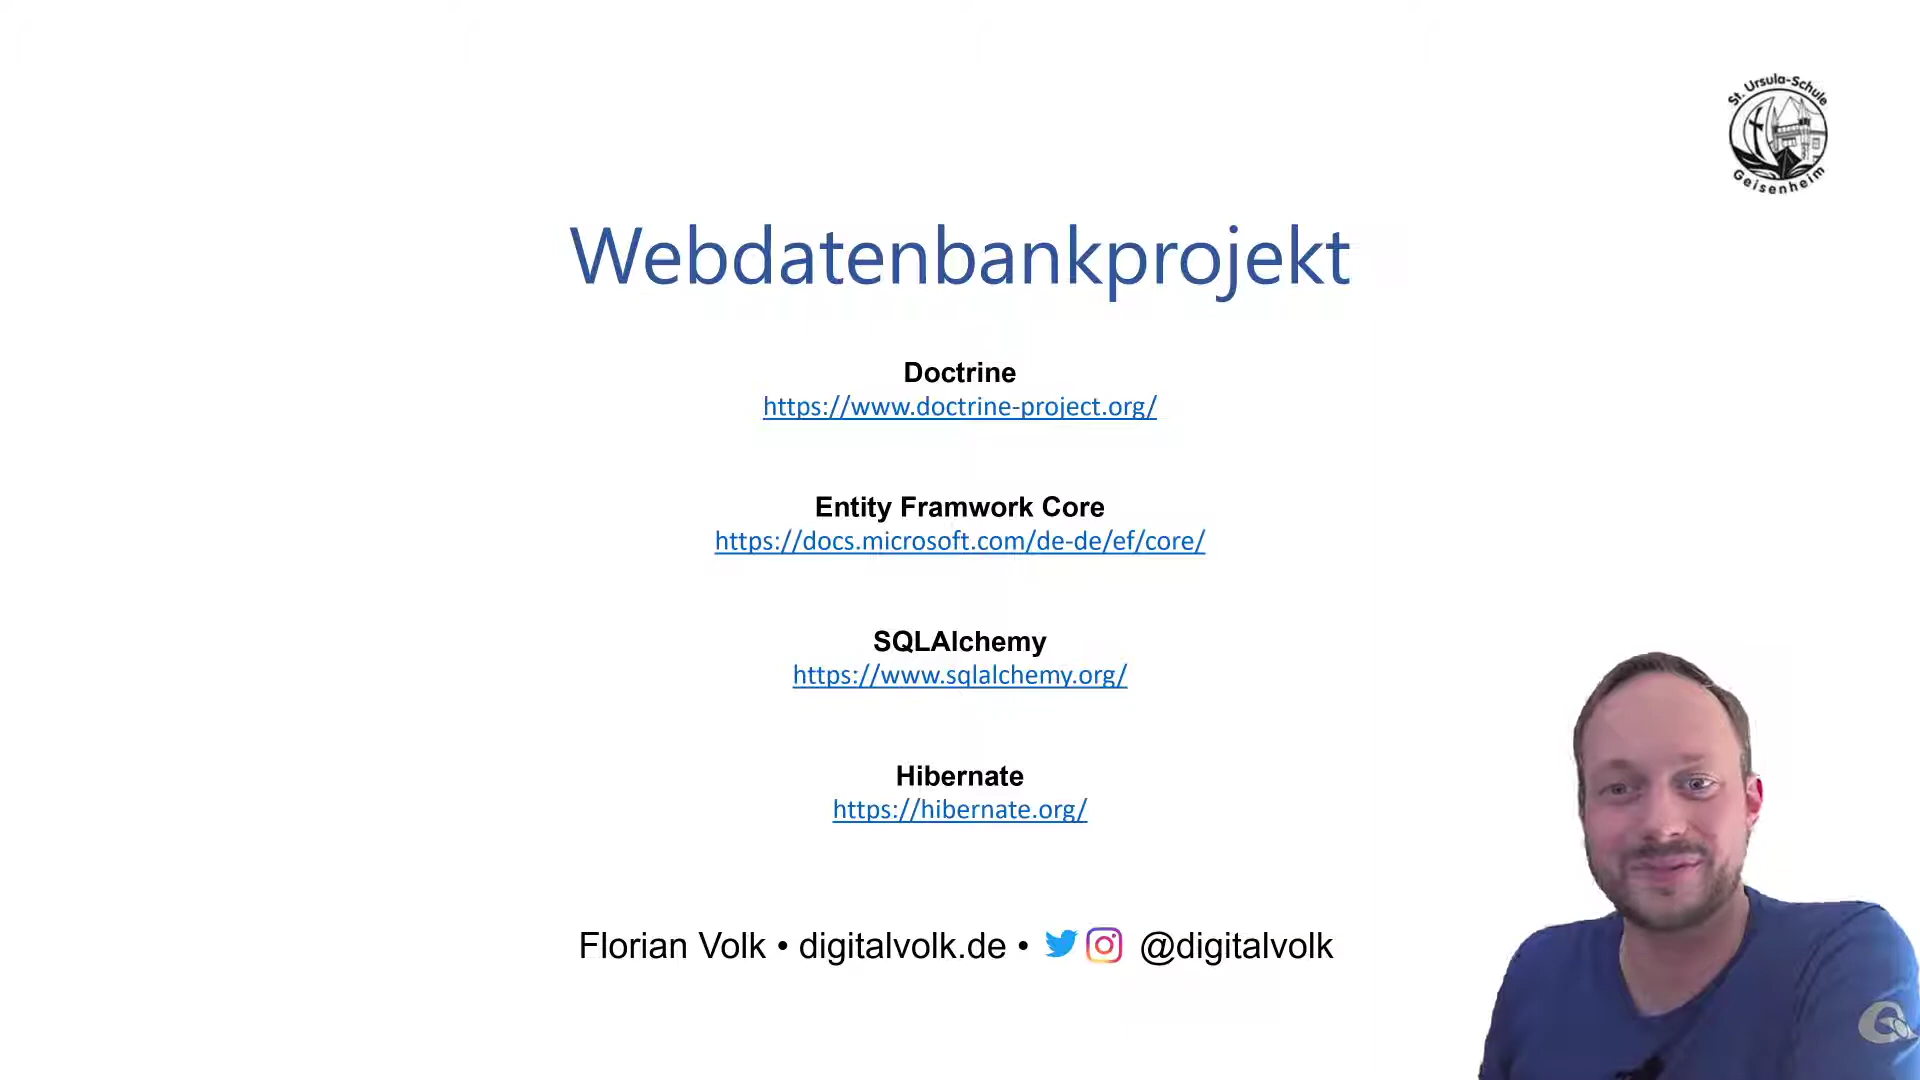 St. Ursula-Schule
Geisenheim
Webdatenbankprojekt
Doctrine
https://www.doctrine-project.org/
Entity Framwork Core
https://docs.microsoft.com/de-de/ef/core/
SQLAlchemy
https://www.sqlalchemy.org/
Hibernate
https://hibernate.org/
Florian Volk • digitalvolk.de • @digitalvolk